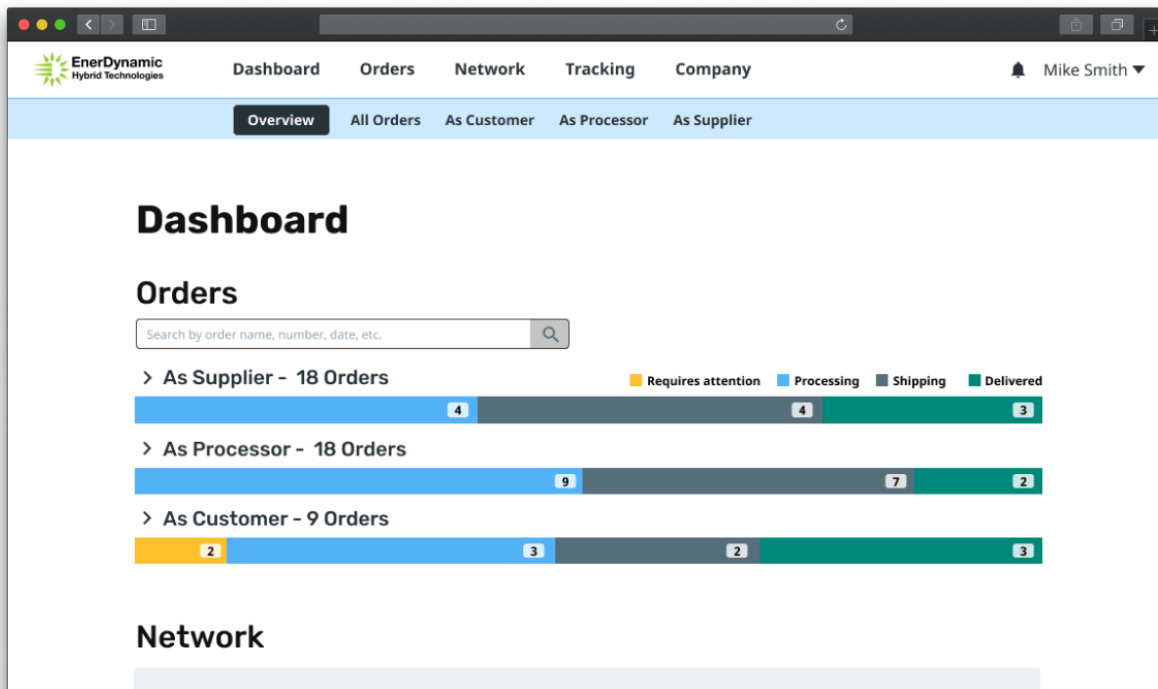 EnerDynamic
Hybrid Technologies
Dashboard Orders Network Tracking Company Mike Smith
Overview All Orders As Customer As Processor As Supplier
Dashboard
Orders
Search by order name, number, date, etc.
As Supplier - 18 Orders
Requires attention Processing Shipping Delivered
4 4 3
As Processor - 18 Orders
9 7 2
As Customer - 9 Orders
2 3 2 3
Network